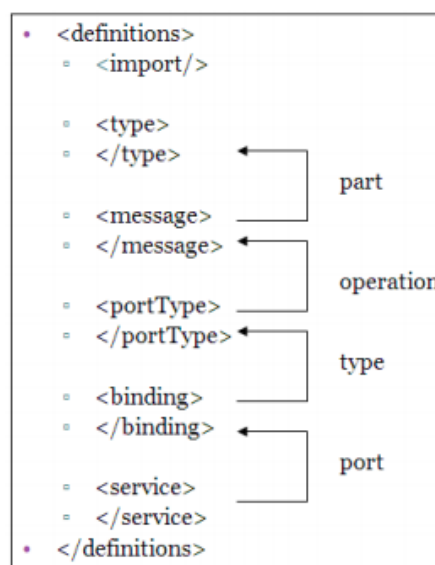 <definitions>
<import/>
<type>
</type>
part
<message>
</message>
operation
<portType>
</portType>
type
<binding>
</binding>
port
<service>
</service>
</definitions>